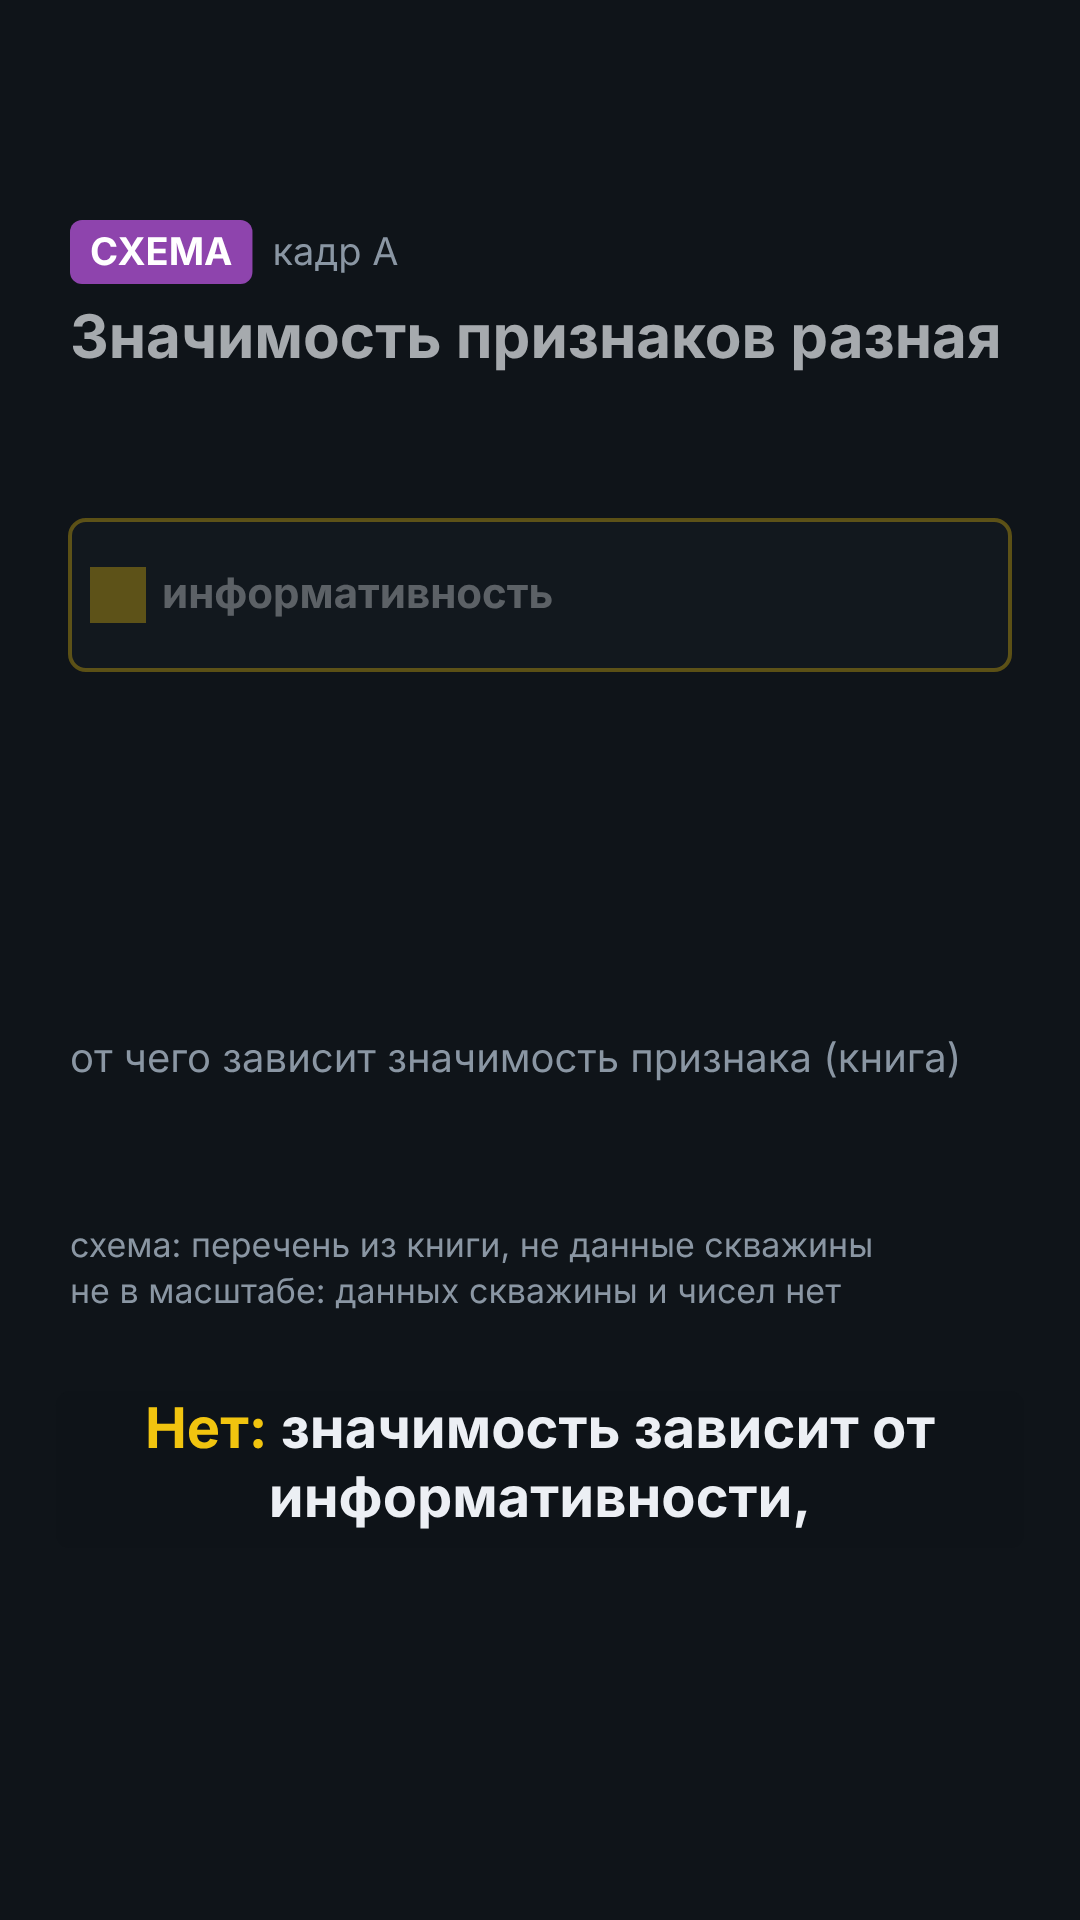 СХЕМА кадр А
Значимость признаков разная
информативность
от чего зависит значимость признака (книга)
схема: перечень из книги, не данные скважины
не в масштабе: данных скважины и чисел нет
Нет: значимость зависит от
информативности,